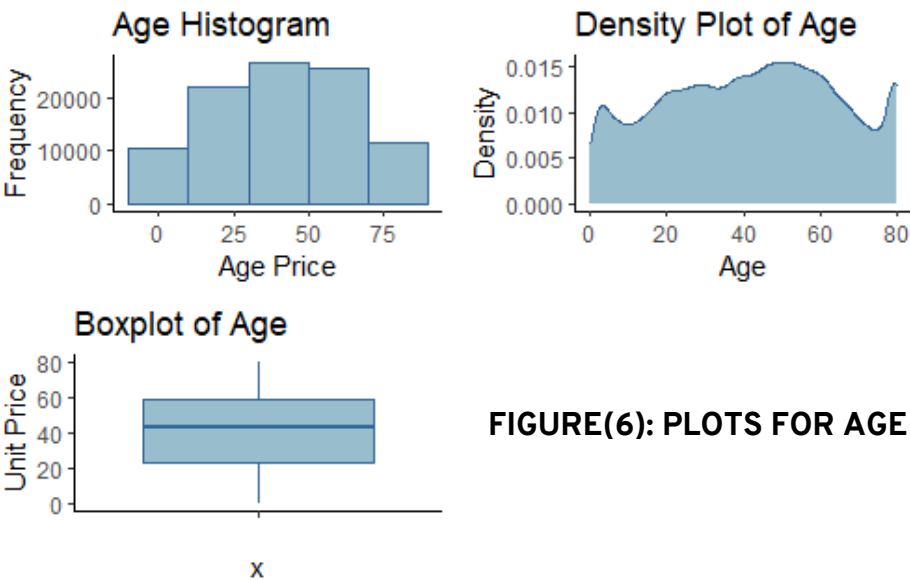 Age Histogram
Frequency
20000
10000
0
0 25 50 75
Age Price
Density Plot of Age
Density
0.015
0.010
0.005
0.000
0 20 40 60 80
Age
Boxplot of Age
Unit Price
80
60
40
20
0
x
FIGURE(6): PLOTS FOR AGE